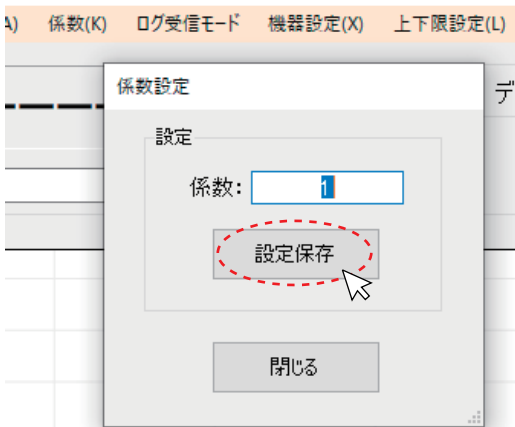 A) 係数(K) ログ受信モード 機器設定(X) 上下限設定(L)
係数設定
デ
設定
係数: 1
設定保存
閉じる